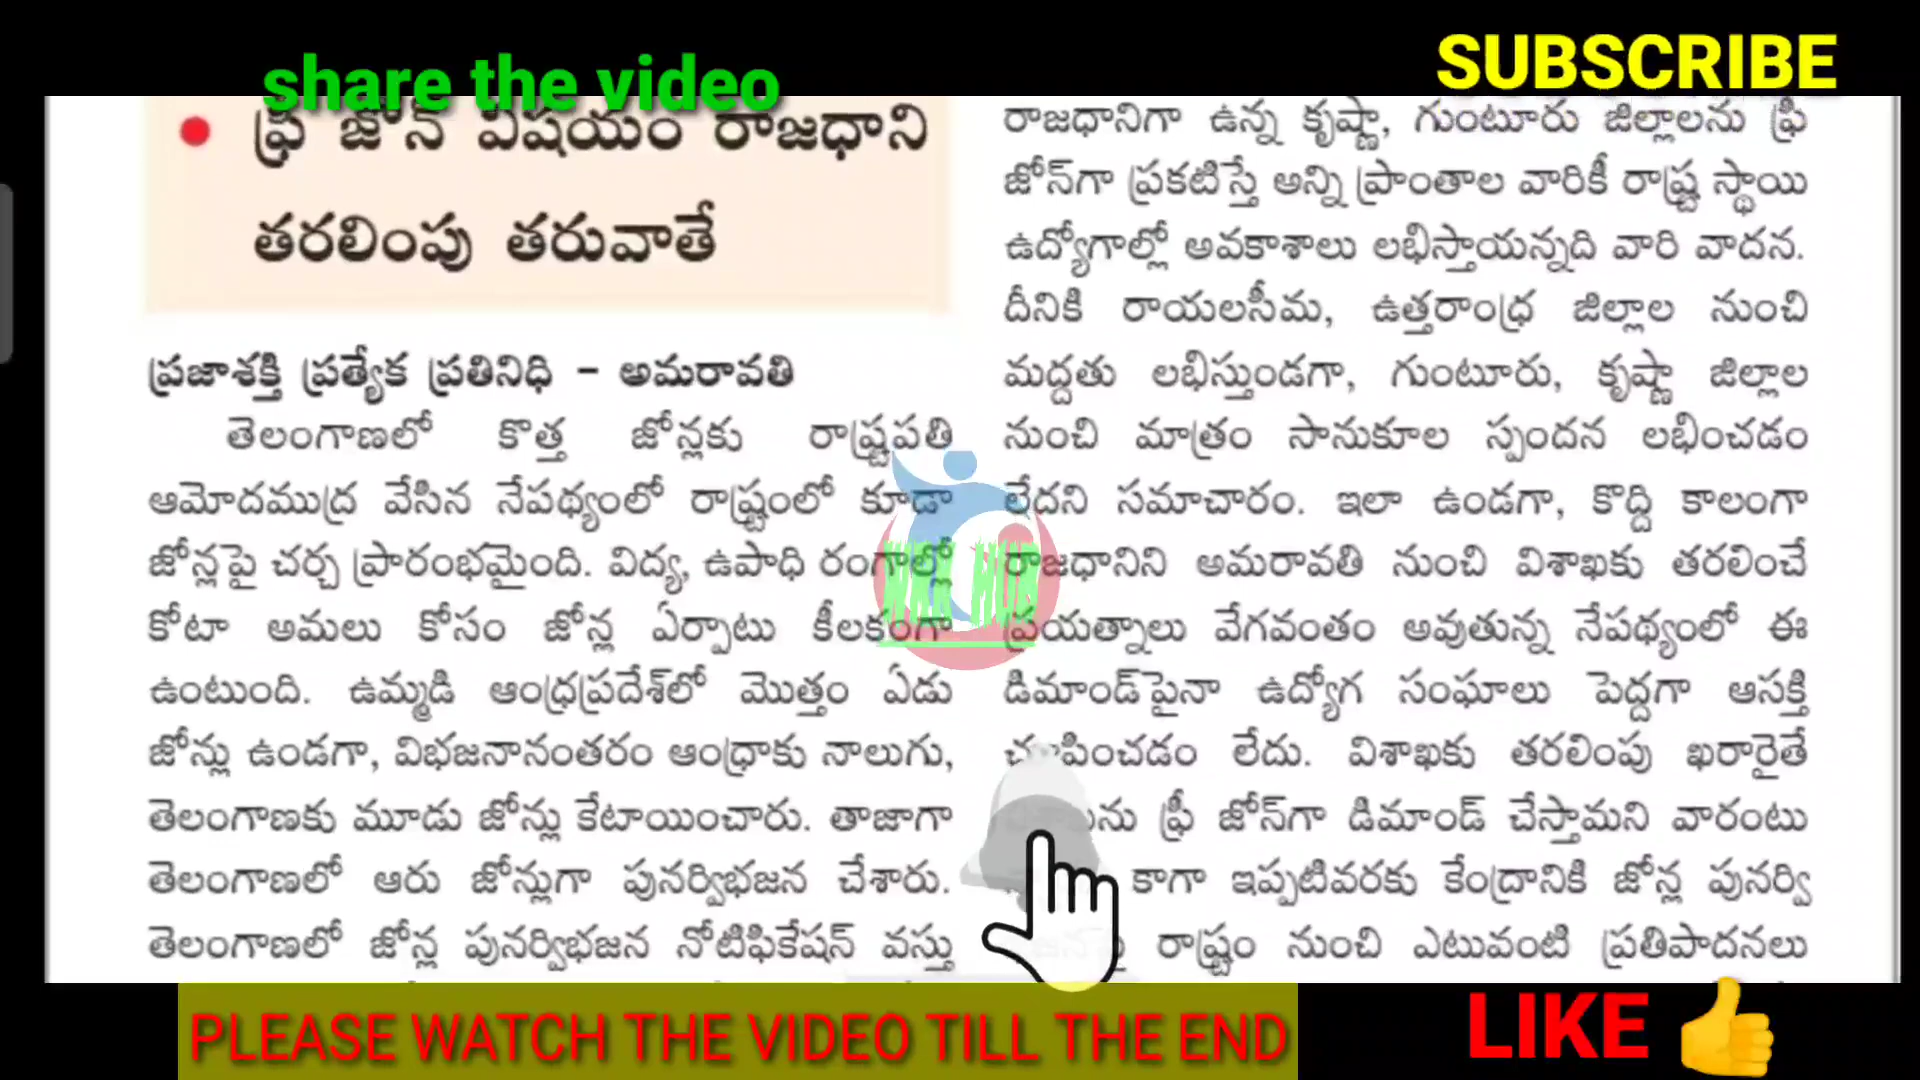 share the video
SUBSCRIBE
• ఫ్రీ జోన్ విషయం రాజధాని
తరలింపు తరువాతే
ప్రజాశక్తి ప్రత్యేక ప్రతినిధి - అమరావతి
తెలంగాణలో కొత్త జోన్లకు రాష్ట్రపతి
ఆమోదముద్ర వేసిన నేపథ్యంలో రాష్ట్రంలో కూడా
జోన్లపై చర్చ ప్రారంభమైంది. విద్య, ఉపాధి రంగాల్లో
కోటా అమలు కోసం జోన్ల ఏర్పాటు కీలకంగా
ఉంటుంది. ఉమ్మడి ఆంధ్రప్రదేశ్‌లో మొత్తం ఏడు
జోన్లు ఉండగా, విభజనానంతరం ఆంధ్రాకు నాలుగు,
తెలంగాణకు మూడు జోన్లు కేటాయించారు. తాజాగా
తెలంగాణలో ఆరు జోన్లుగా పునర్విభజన చేశారు.
తెలంగాణలో జోన్ల పునర్విభజన నోటిఫికేషన్ వస్తు
రాజధానిగా ఉన్న కృష్ణా, గుంటూరు జిల్లాలను ఫ్రీ
జోన్‌గా ప్రకటిస్తే అన్ని ప్రాంతాల వారికీ రాష్ట్ర స్థాయి
ఉద్యోగాల్లో అవకాశాలు లభిస్తాయన్నది వారి వాదన.
దీనికి రాయలసీమ, ఉత్తరాంధ్ర జిల్లాల నుంచి
మద్దతు లభిస్తుండగా, గుంటూరు, కృష్ణా జిల్లాల
నుంచి మాత్రం సానుకూల స్పందన లభించడం
లేదని సమాచారం. ఇలా ఉండగా, కొద్ది కాలంగా
రాజధానిని అమరావతి నుంచి విశాఖకు తరలించే
ప్రయత్నాలు వేగవంతం అవుతున్న నేపథ్యంలో ఈ
డిమాండ్‌పైనా ఉద్యోగ సంఘాలు పెద్దగా ఆసక్తి
చూపించడం లేదు. విశాఖకు తరలింపు ఖరారైతే
ఫ్రీ జోన్‌గా డిమాండ్ చేస్తామని వారంటు
కాగా ఇప్పటివరకు కేంద్రానికి జోన్ల పునర్వి
రాష్ట్రం నుంచి ఎటువంటి ప్రతిపాదనలు
PLEASE WATCH THE VIDEO TILL THE END
LIKE